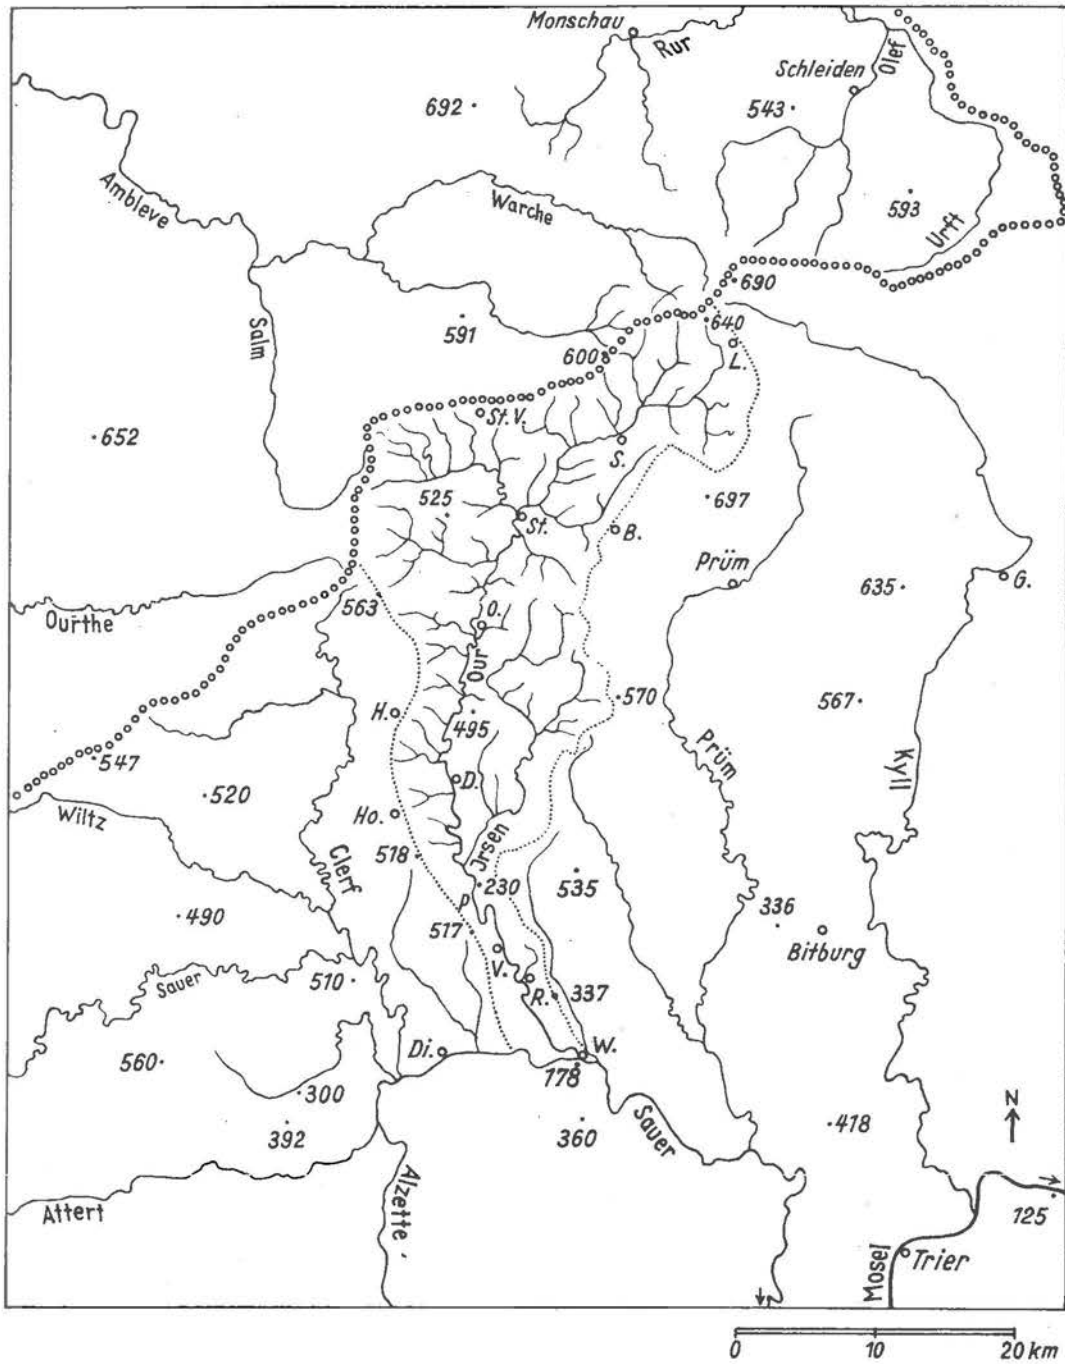 Monschau
Rur
Olef
Schleiden
692
543
Ambleve
Warche
593
Urft
690
Salm
591
640
600
L.
St. V.
652
S.
697
525
St.
B.
Prüm
635
G.
563
Ourthe
O.
Our
570
H.
495
567
Prüm
547
D.
Kyll
520
Wiltz
Ho.
Jrsen
Clerf
518
535
230
p
336
490
517
Bitburg
V.
Sauer
510
R.
337
Di.
W.
560
178
300
N
Sauer
392
360
418
Attert
Alzette
125
Mosel
Trier
0 10 20 km